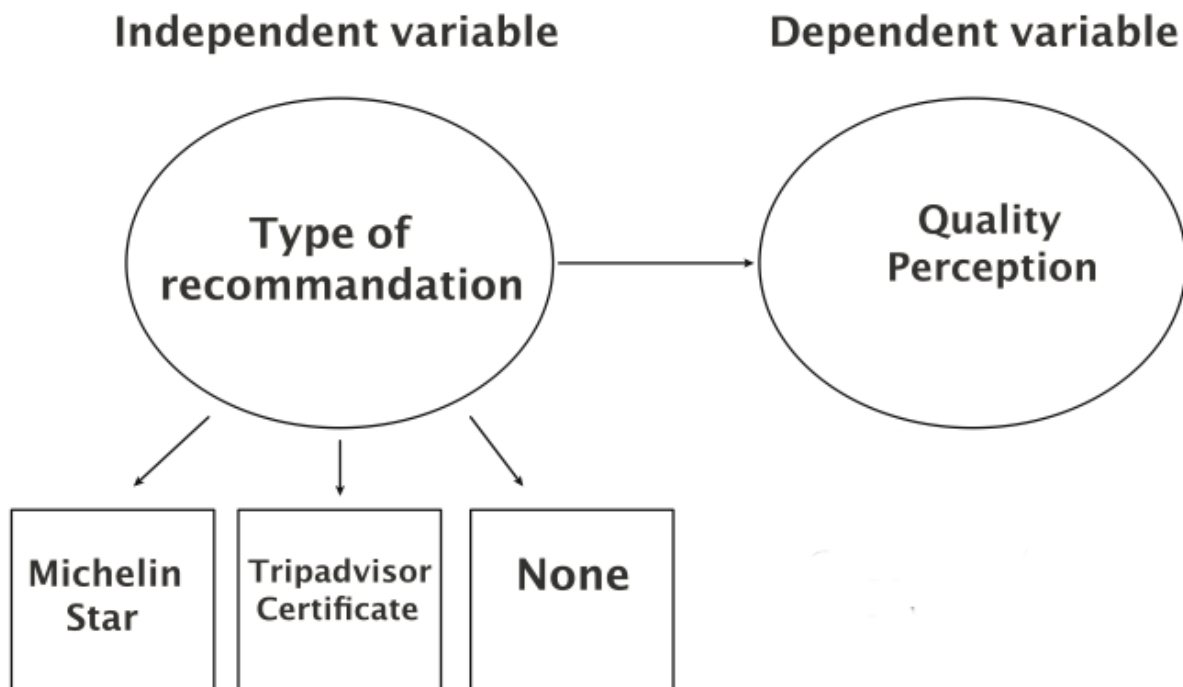 Independent variable
Dependent variable
Type of
recommandation
Quality
Perception
Michelin
Star
Tripadvisor
Certificate
None